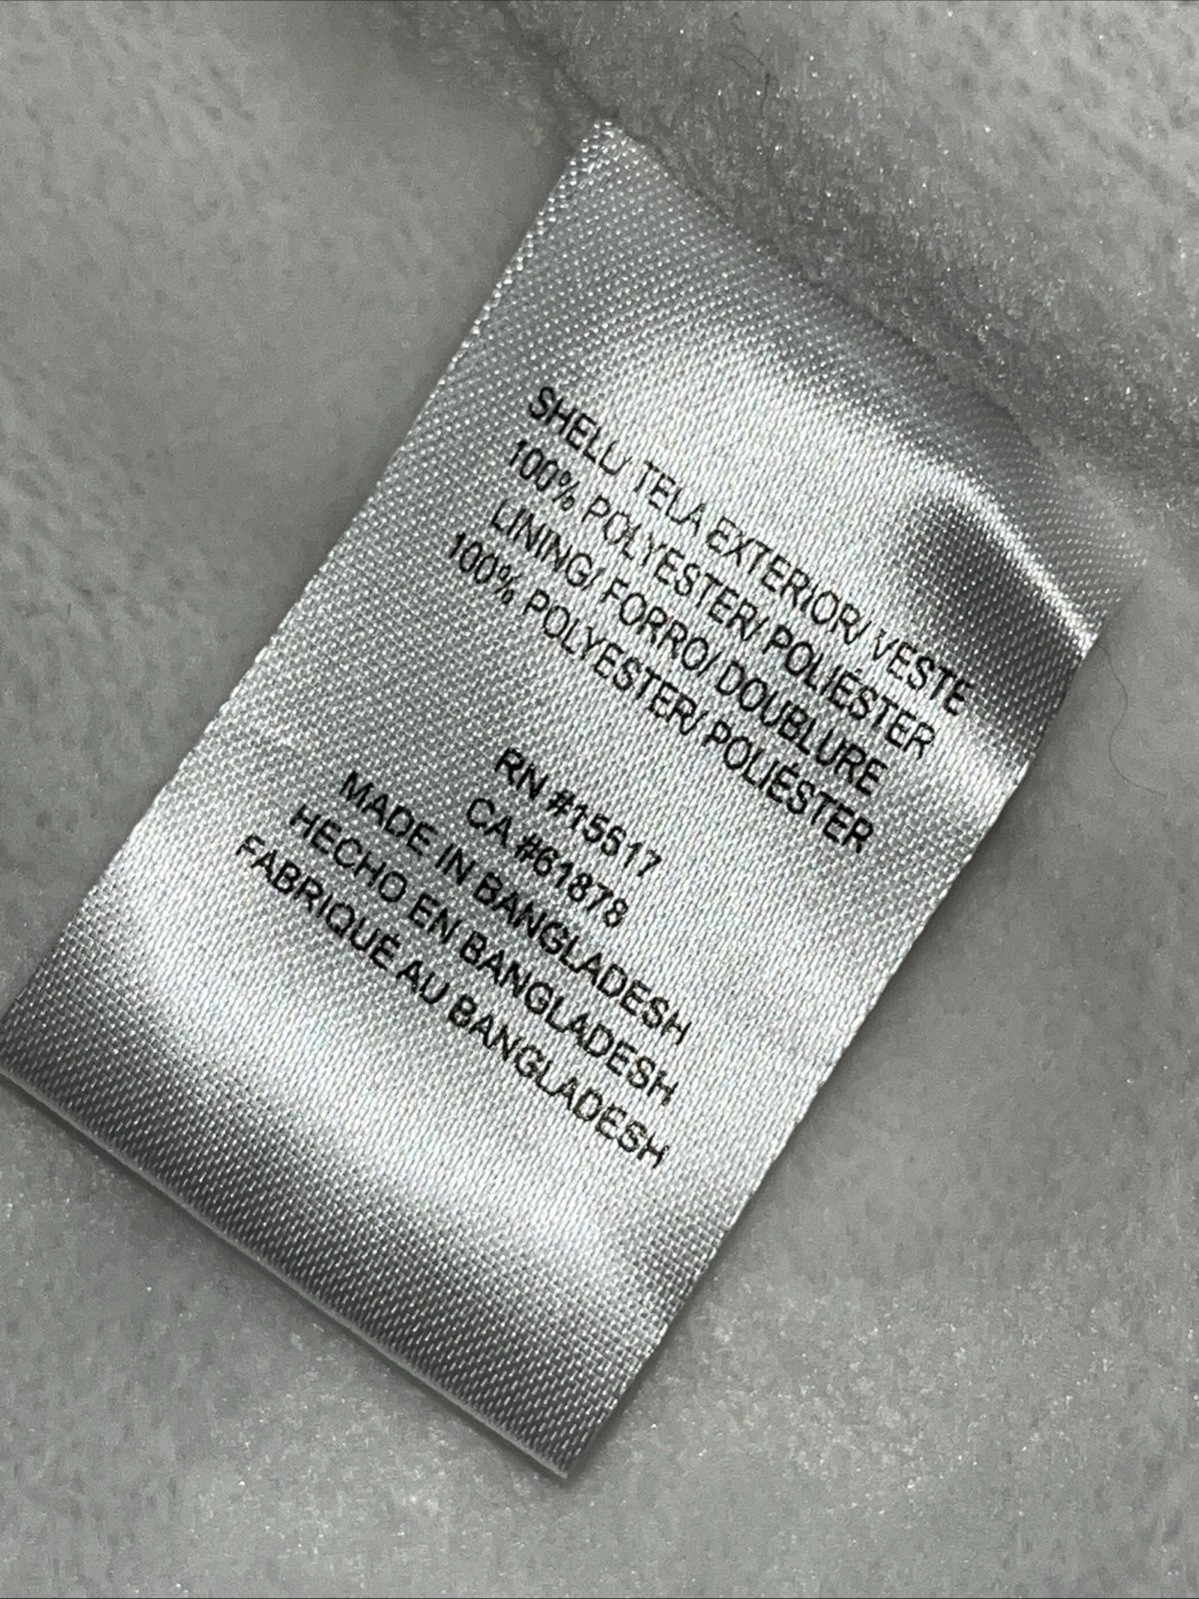 SHELL/ TELA EXTERIOR/ VESTE
100% POLYESTER/ POLIÉSTER
LINING/ FORRO/ DOUBLURE
100% POLYESTER/ POLIÉSTER
RN #15517
CA #61878
MADE IN BANGLADESH
HECHO EN BANGLADESH
FABRIQUÉ AU BANGLADESH